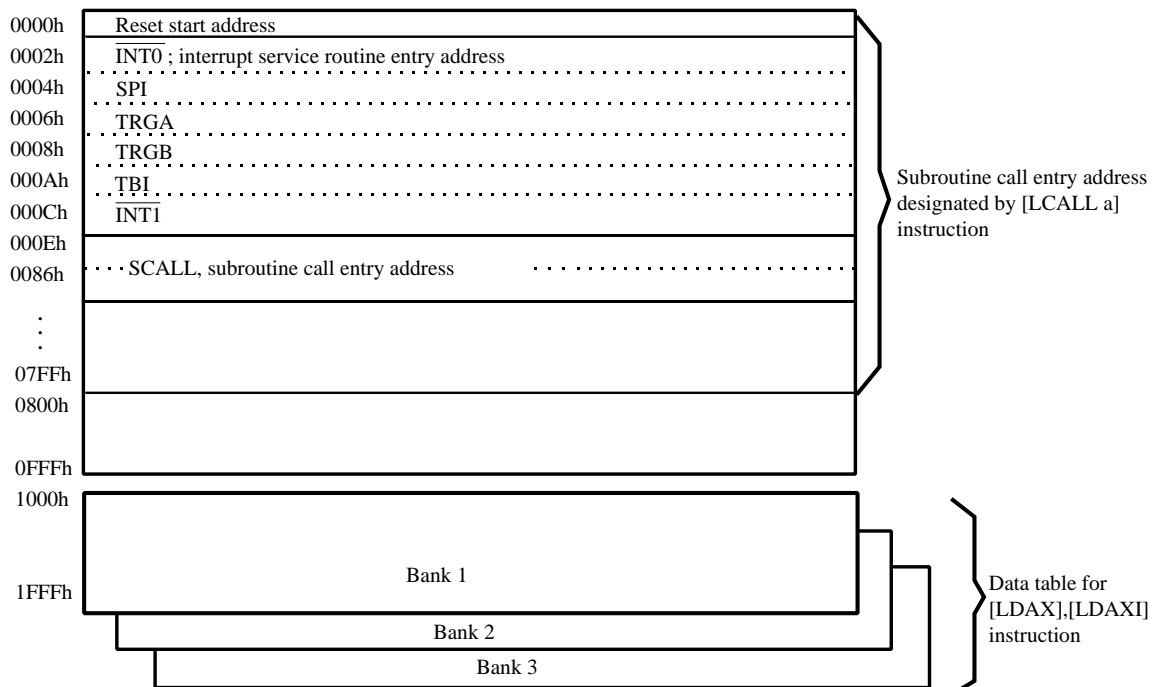 0000h Reset start address
0002h INT0 ; interrupt service routine entry address
0004h SPI
0006h TRGA
0008h TRGB
000Ah TBI
000Ch INT1
000Eh
0086h SCALL, subroutine call entry address
07FFh
0800h
0FFFh
Subroutine call entry address
designated by [LCALL a]
instruction
1000h
1FFFh
Bank 1
Bank 2
Bank 3
Data table for
[LDAX],[LDAXI]
instruction